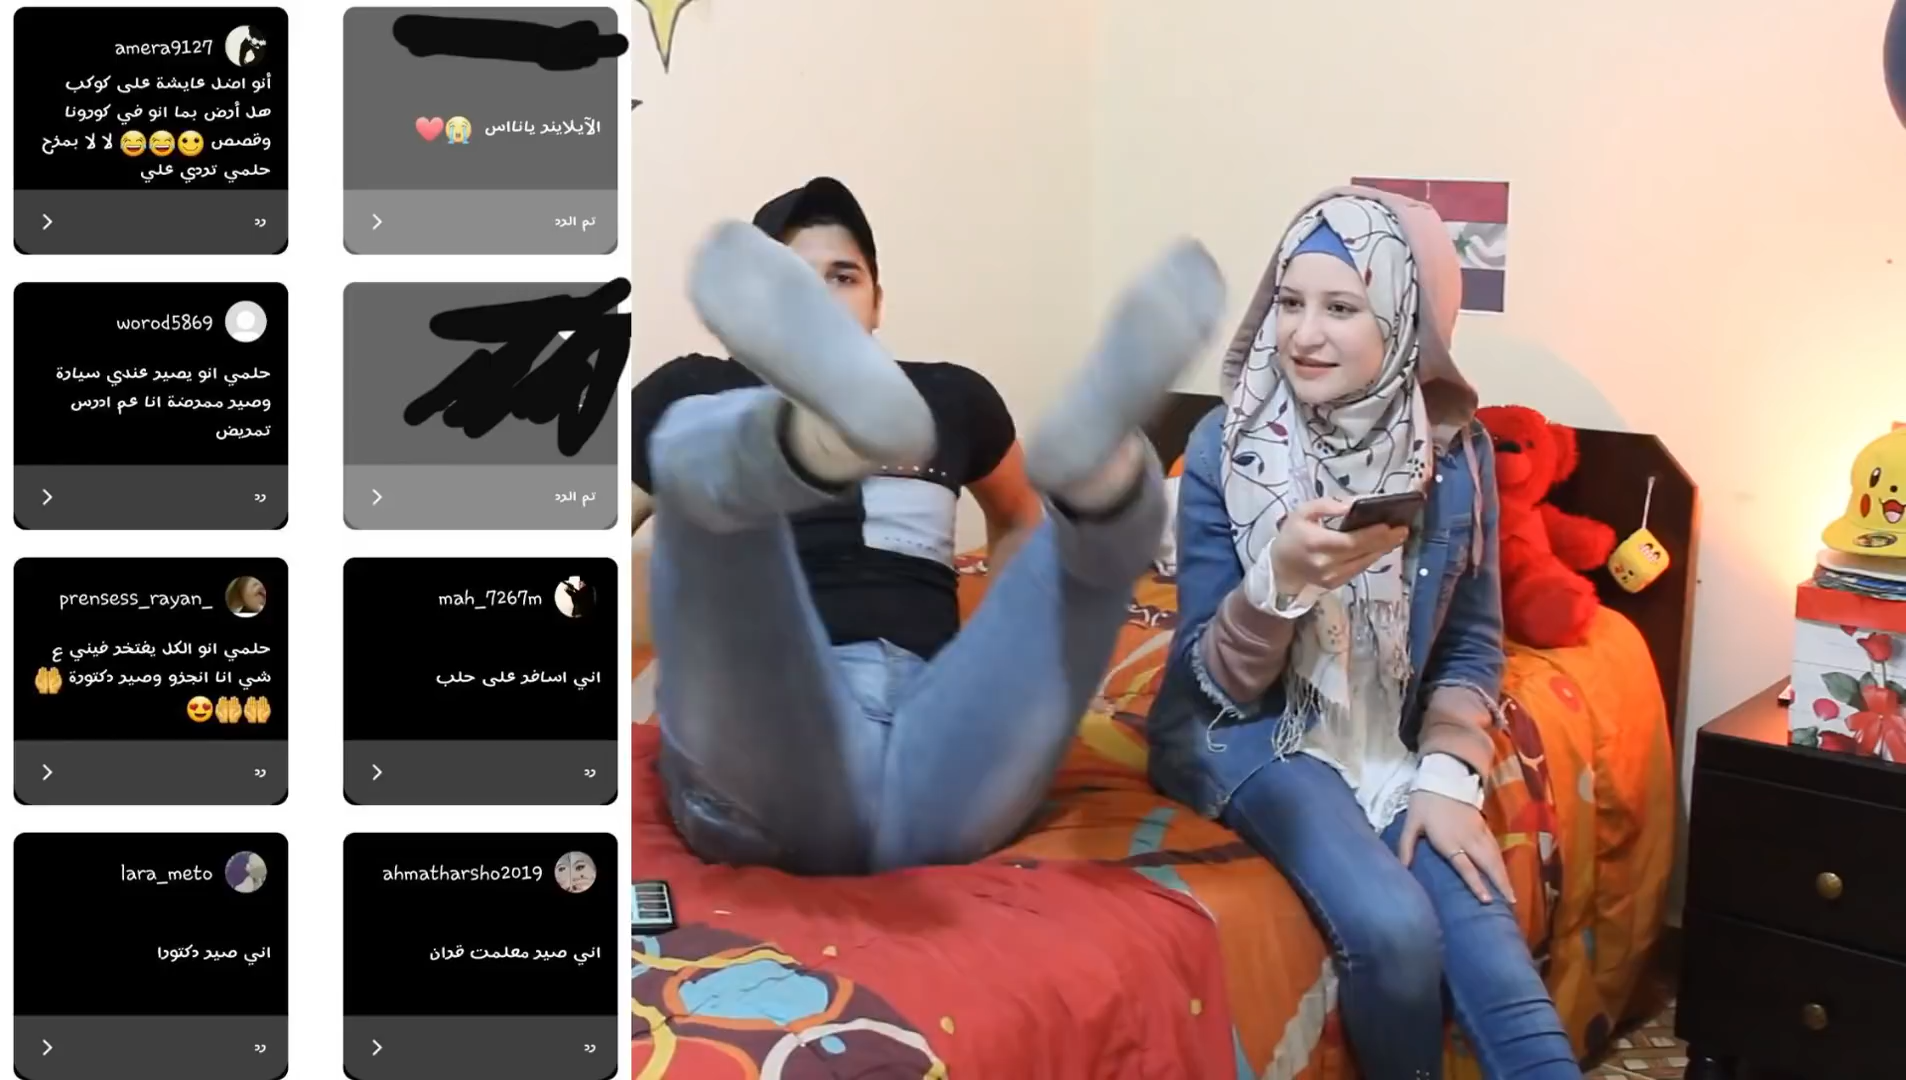 amera9127
أنو اضل عايشة على كوكب
هل أرض بما انو في كورونا
وقصص 🙂😂😂 لا لا بمزح
حلمي تردي علي
رد
الآيلايند ياناااس 😭❤️
تم الرد
worod5869
حلمي انو يصير عندي سيارة
وصير ممرضة انا عم ادرس
تمريض
رد
تم الرد
prensess_rayan_
حلمي انو الكل يفتخر فيني ع
شي انا انجزو وصير دكتورة 🤲
🤲🤲😍
رد
mah_7267m
اني اسافر على حلب
رد
lara_meto
اني صير دكتورا
رد
ahmatharsho2019
اني صير معلمت قران
رد